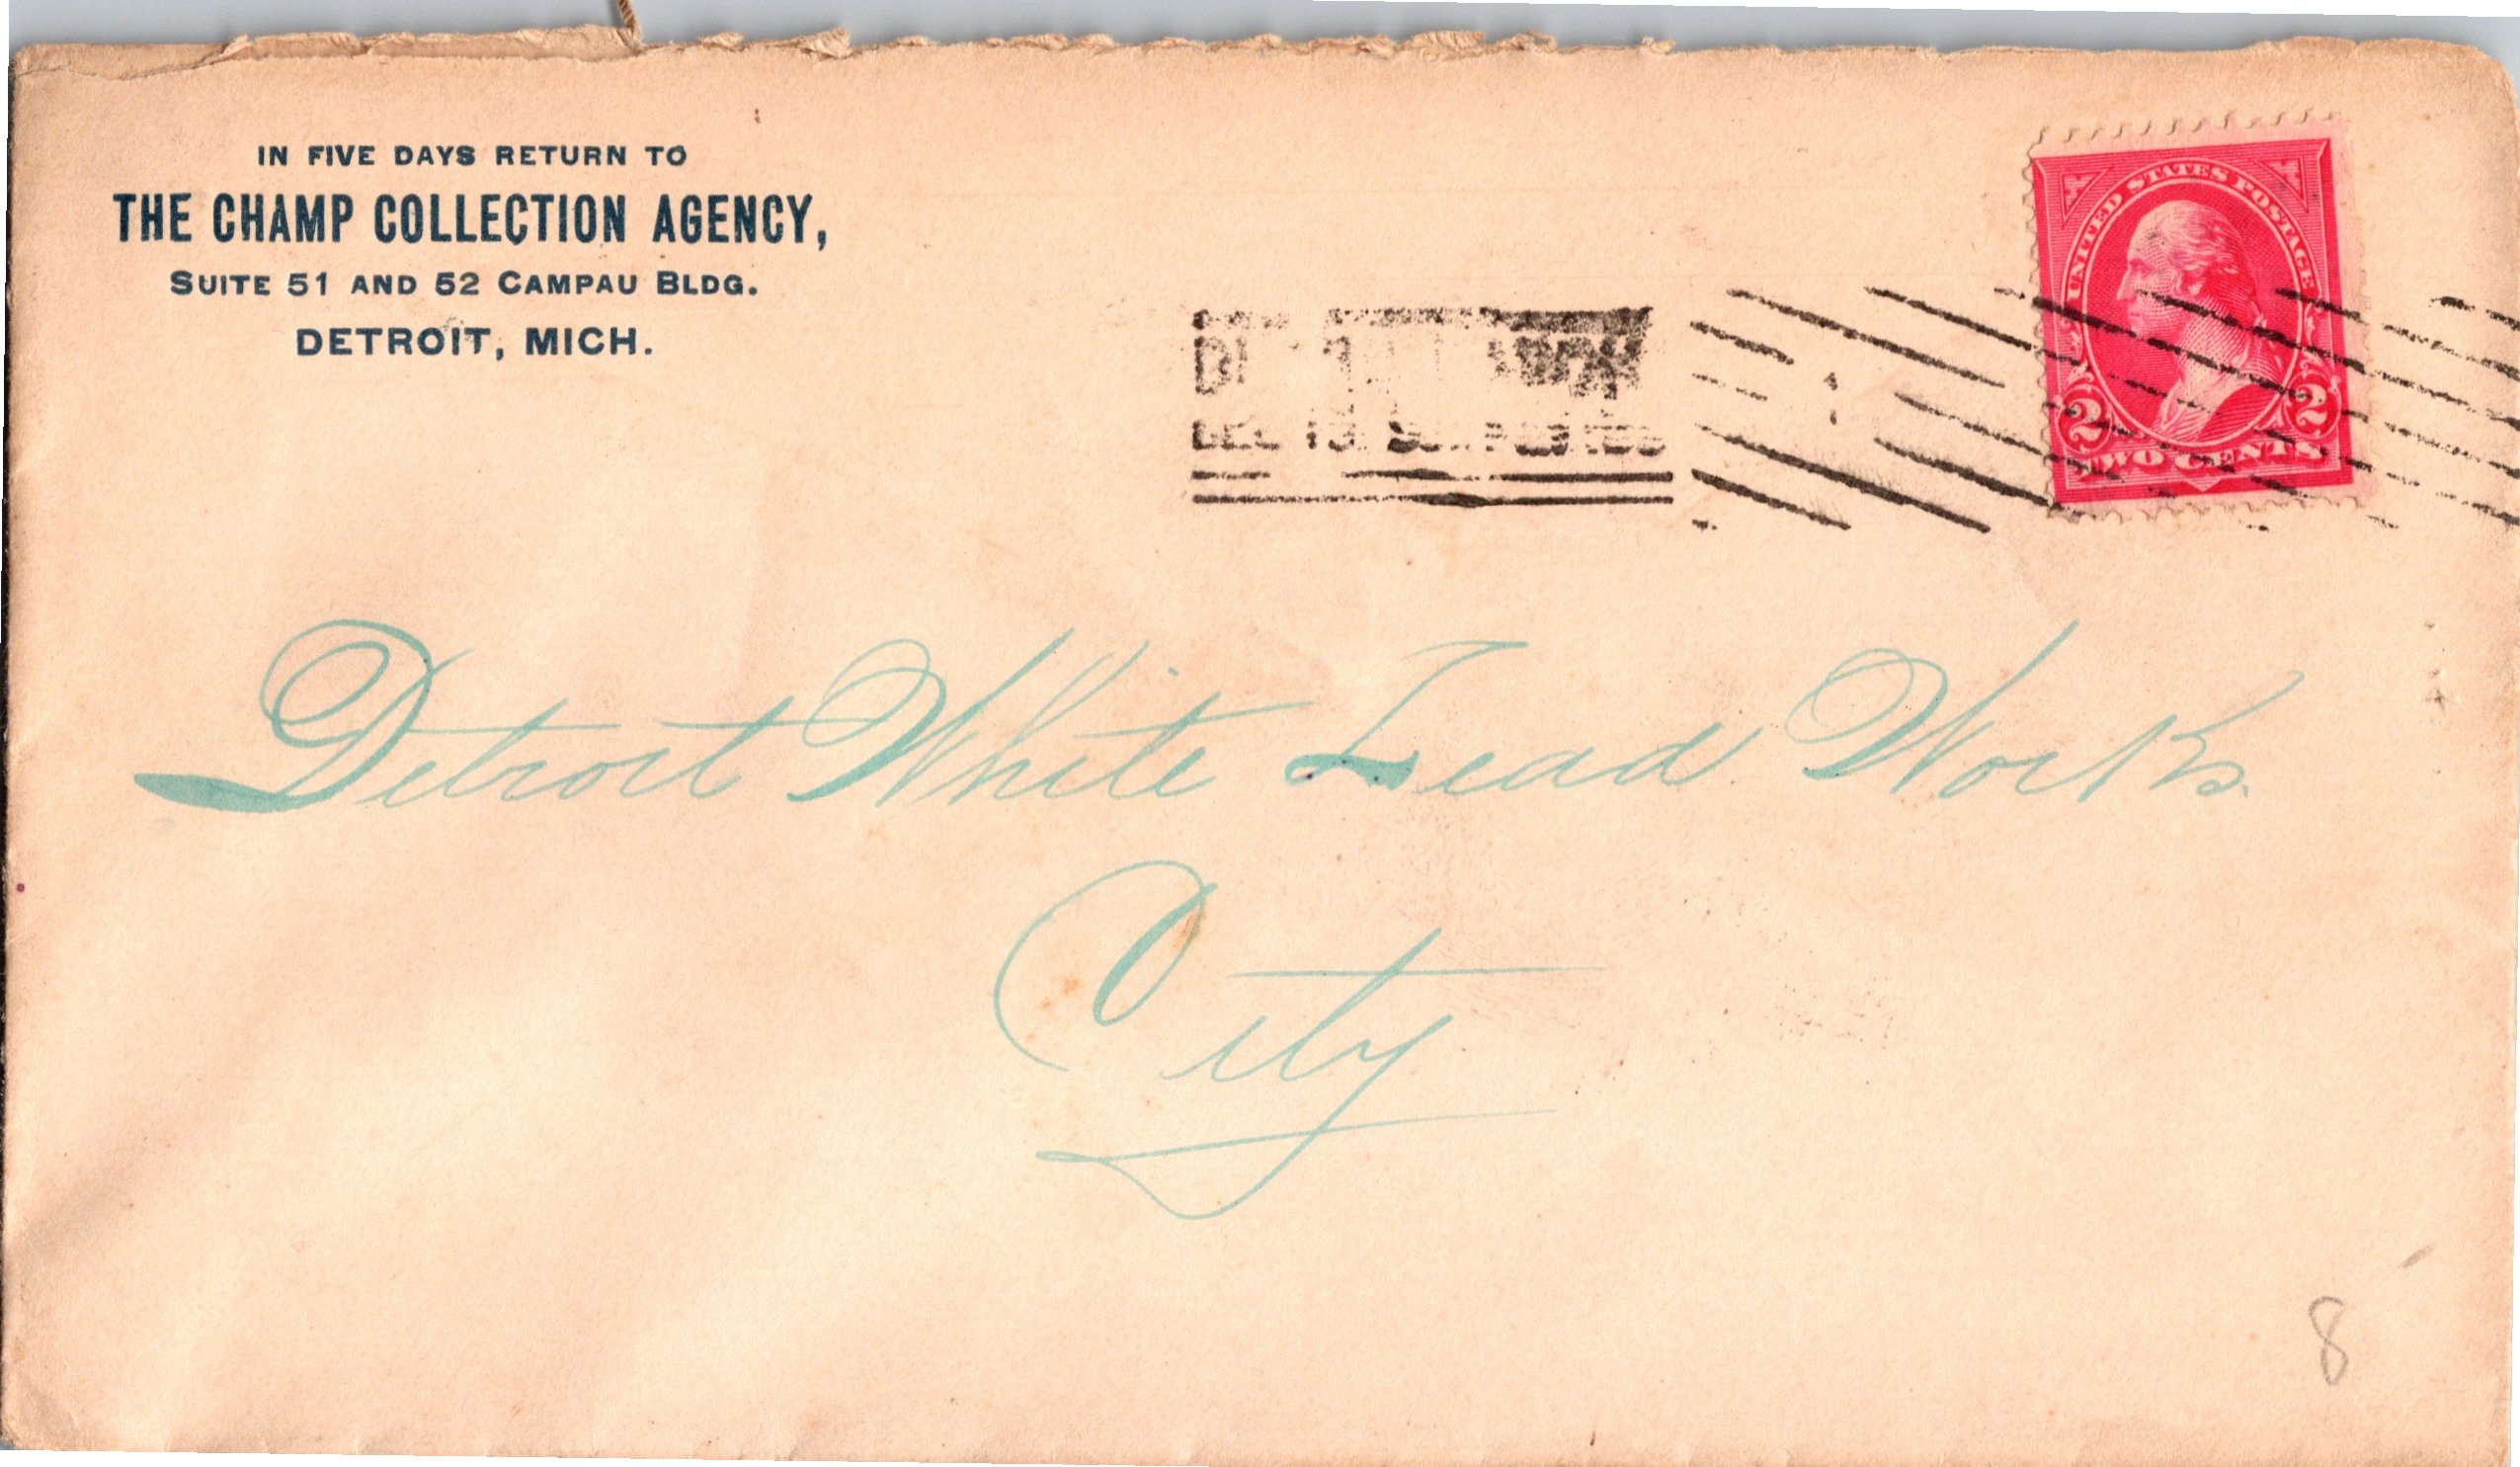 IN FIVE DAYS RETURN TO
THE CHAMP COLLECTION AGENCY,
SUITE 51 AND 52 CAMPAU BLDG.
DETROIT, MICH.
UNITED STATES POSTAGE
2 2
TWO CENTS
Detroit White Lead Works.
City
8